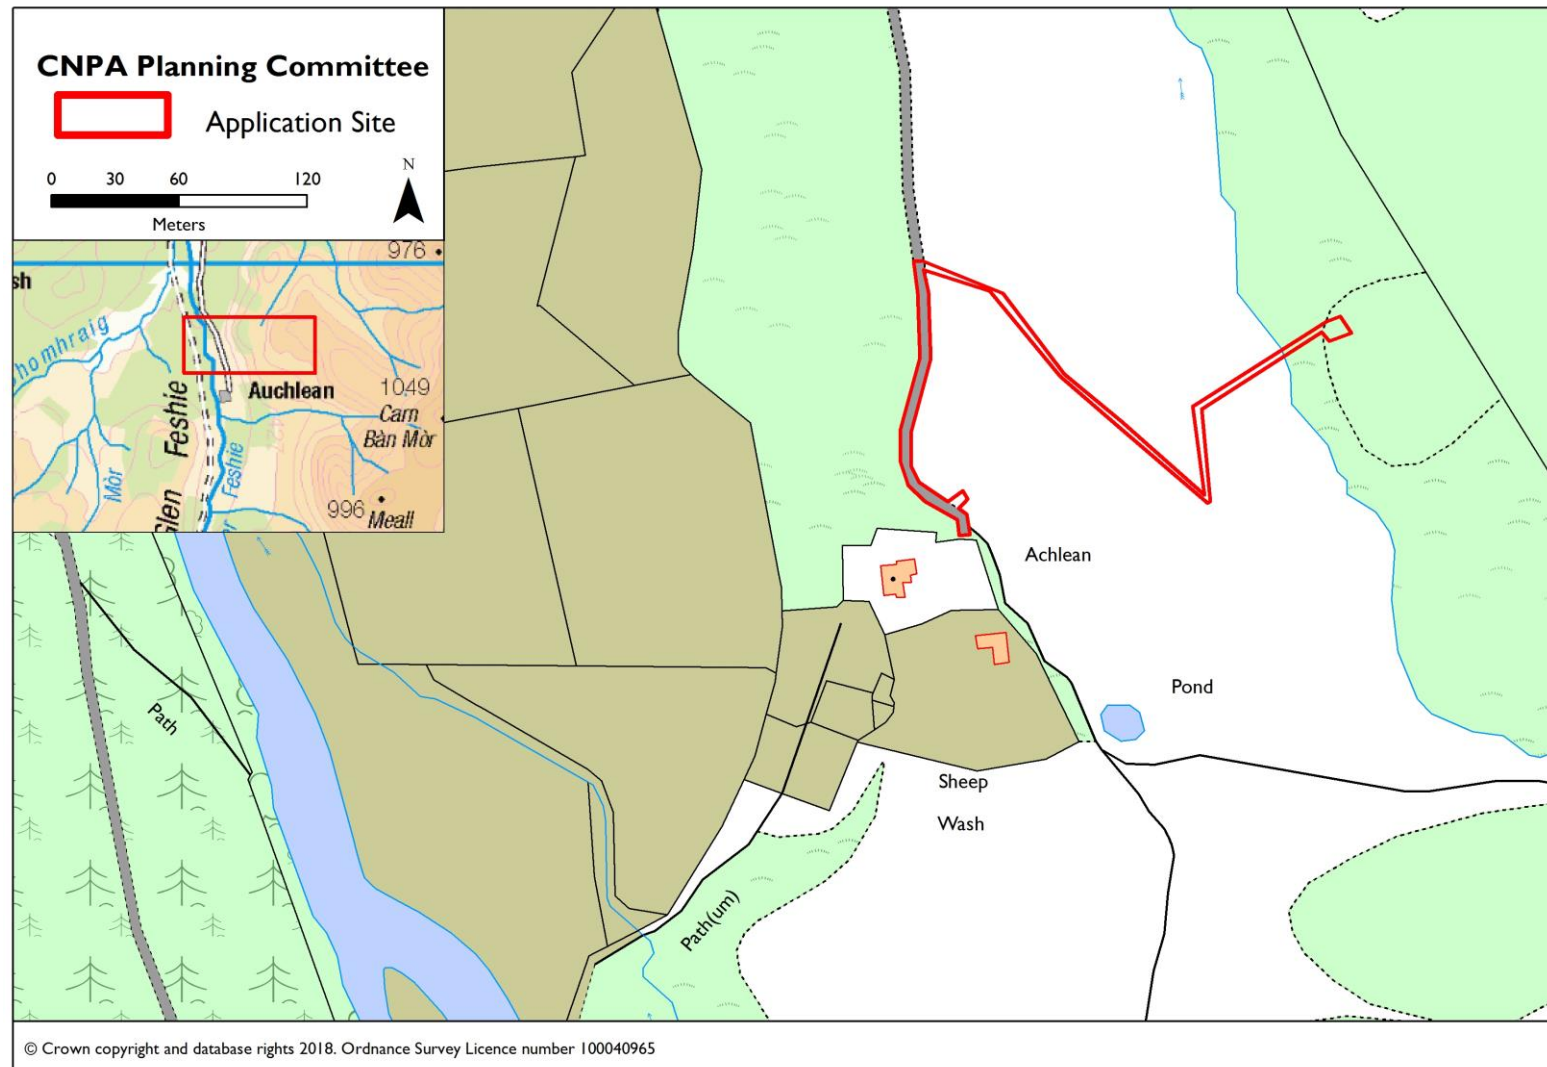 CNPA Planning Committee
Application Site
N
0 30 60 120
Meters
976
sh
homhraig
Auchlean
1049
Carn
Bàn Mòr
Glen Feshie
Mòr
Feshie
996
Meall
Achlean
Path
Pond
Sheep
Wash
Path(um)
© Crown copyright and database rights 2018. Ordnance Survey Licence number 100040965